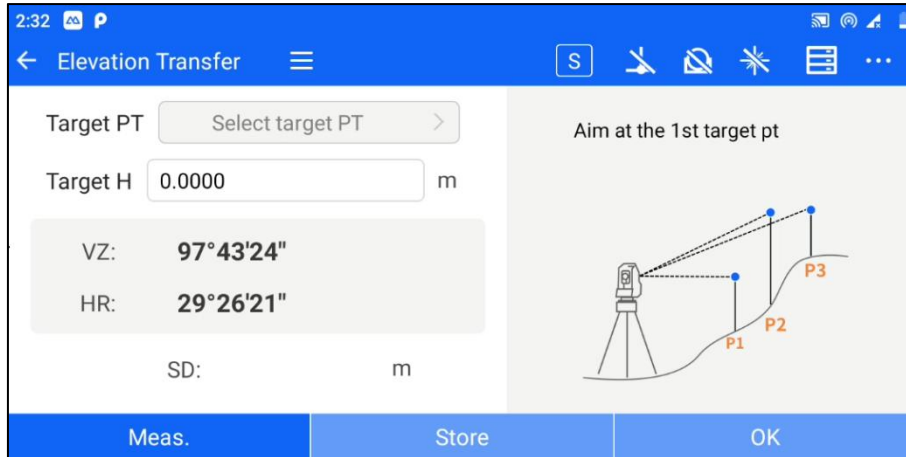 2:32
Elevation Transfer
S
Target PT Select target PT
Target H 0.0000 m
VZ: 97°43'24"
HR: 29°26'21"
SD: m
Aim at the 1st target pt
P3
P2
P1
Meas. Store OK